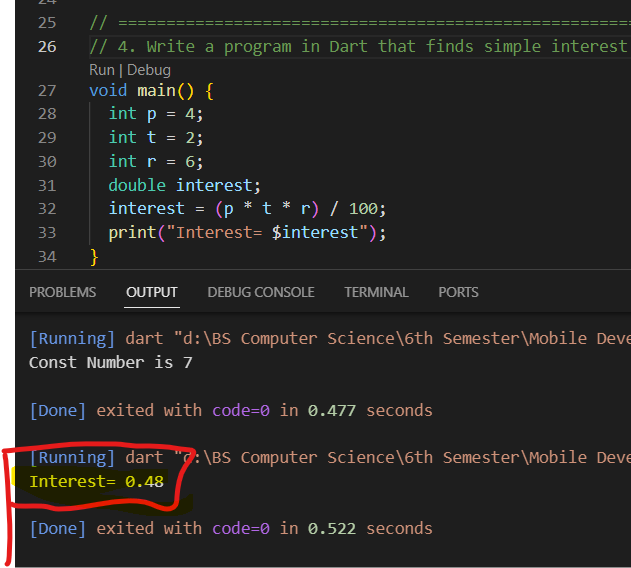 24
25 // ======================================================
26 // 4. Write a program in Dart that finds simple interest
Run | Debug
27 void main() {
28 int p = 4;
29 int t = 2;
30 int r = 6;
31 double interest;
32 interest = (p * t * r) / 100;
33 print("Interest= $interest");
34 }
PROBLEMS OUTPUT DEBUG CONSOLE TERMINAL PORTS
[Running] dart "d:\BS Computer Science\6th Semester\Mobile Deve
Const Number is 7
[Done] exited with code=0 in 0.477 seconds
[Running] dart "d:\BS Computer Science\6th Semester\Mobile Deve
Interest= 0.48
[Done] exited with code=0 in 0.522 seconds